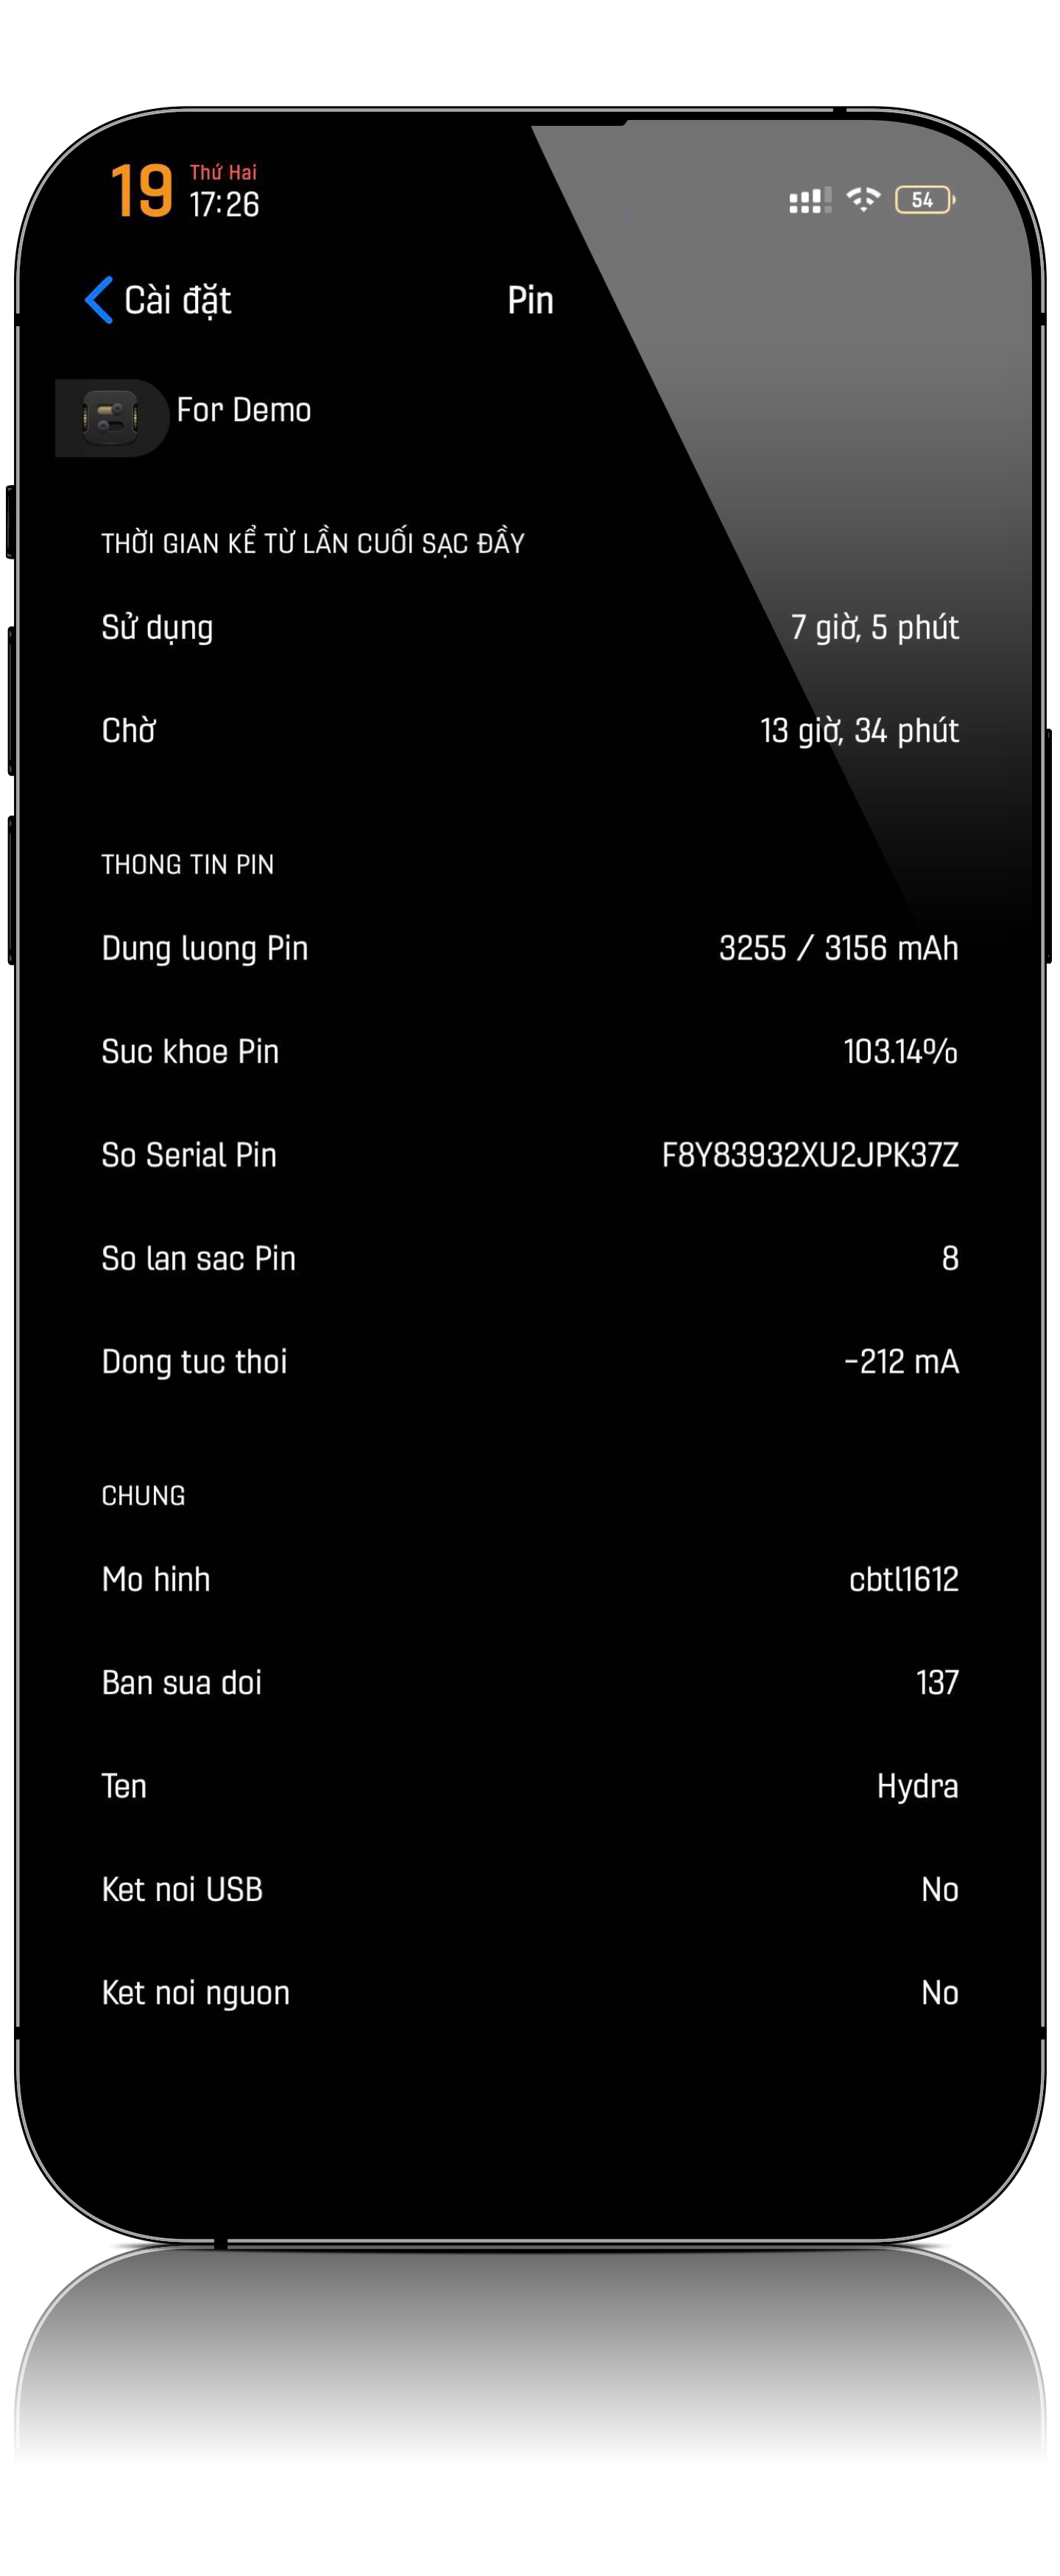 19
Thứ Hai
17:26
54
Cài đặt
Pin
For Demo
THỜI GIAN KỂ TỪ LẦN CUỐI SẠC ĐẦY
Sử dụng 7 giờ, 5 phút
Chờ 13 giờ, 34 phút
THONG TIN PIN
Dung luong Pin 3255 / 3156 mAh
Suc khoe Pin 103.14%
So Serial Pin F8Y83932XU2JPK37Z
So lan sac Pin 8
Dong tuc thoi -212 mA
CHUNG
Mo hinh cbtl1612
Ban sua doi 137
Ten Hydra
Ket noi USB No
Ket noi nguon No